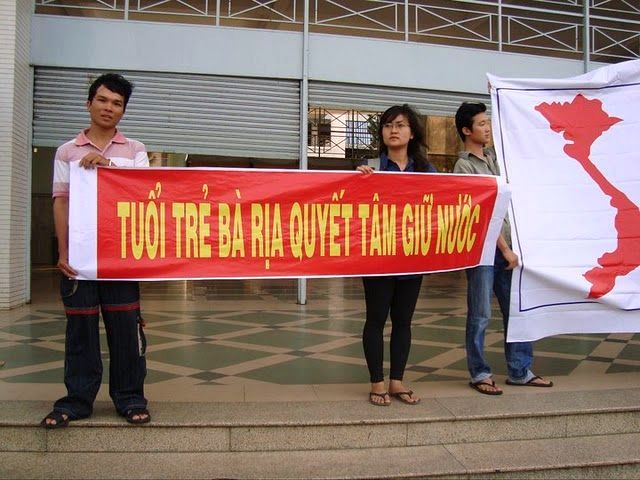 TUỔI TRẺ BÀ RỊA QUYẾT TÂM GIỮ NƯỚC